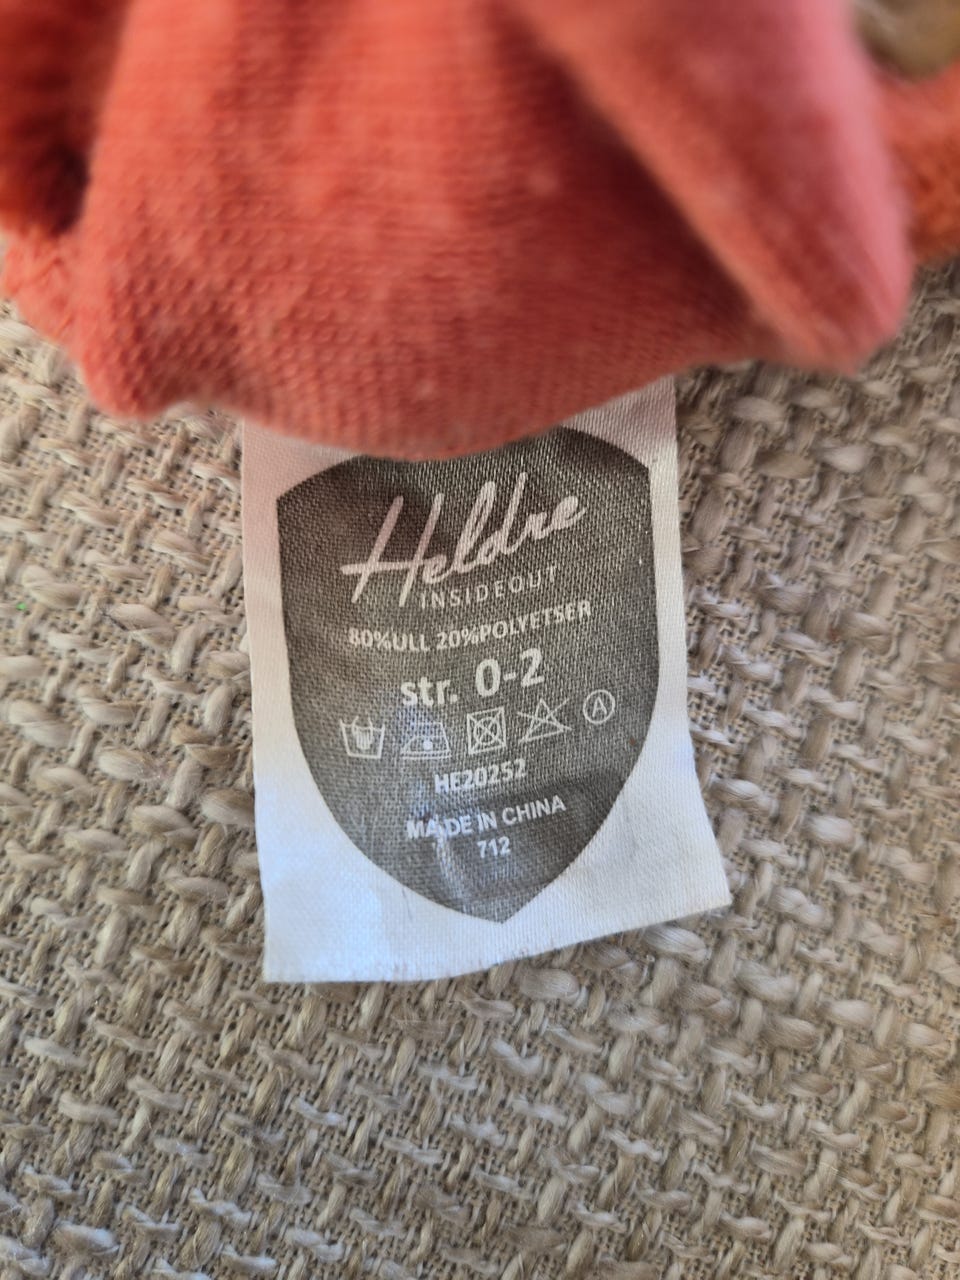 Heldre
INSIDEOUT
80%ULL 20%POLYETSER
str. 0-2
A
HE20252
MADE IN CHINA
712